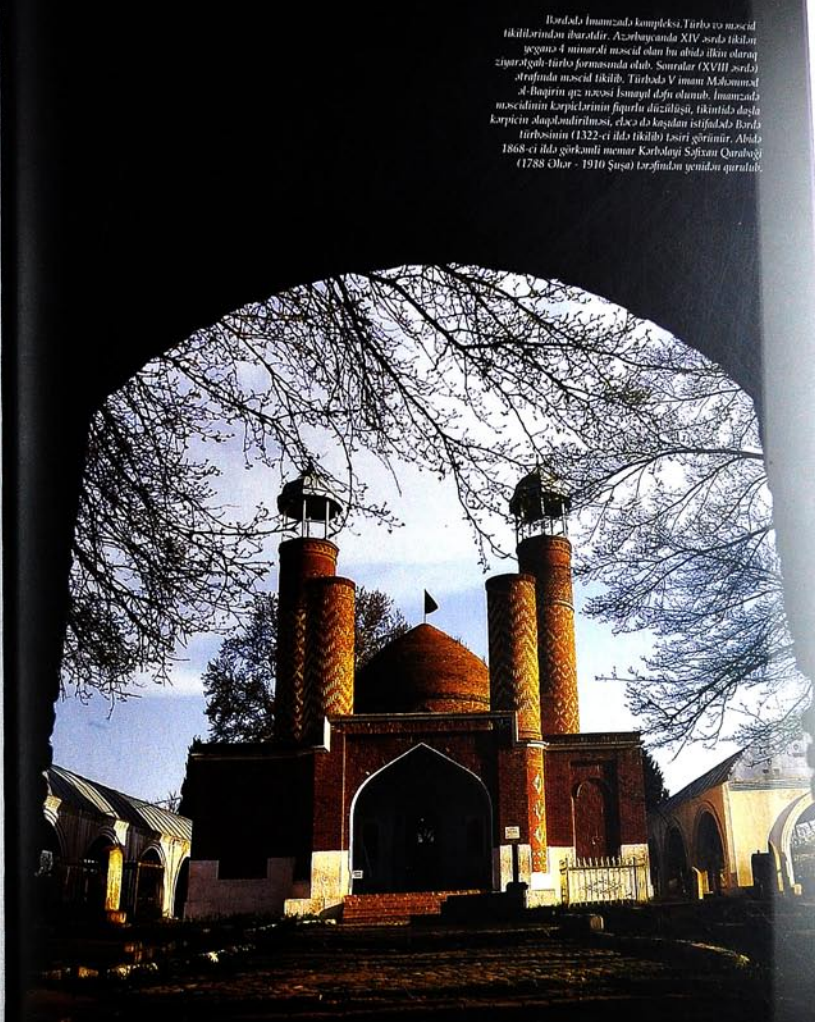 Bərdədə İmamzadə kompleksi. Türbə və məscid
tikililərindən ibarətdir. Azərbaycanda XIV əsrdə tikilən
yeganə 4 minarəli məscid olan bu abidə ilkin olaraq
ziyarətgah-türbə formasında olub. Sonralar (XVIII əsrdə)
ətrafında məscid tikilib. Türbədə V imam Məhəmməd
əl-Baqirin qız nəvəsi İsmayıl dəfn olunub. İmamzadə
məscidinin kərpiclərinin fiqurlu düzülüşü, tikintidə daşla
kərpicin əlaqələndirilməsi, eləcə də kaşıdan istifadədə Bərdə
türbəsinin (1322-ci ildə tikilib) təsiri görünür. Abidə
1868-ci ildə görkəmli memar Kərbəlayi Səfixan Qarabaği
(1788 Əhər - 1910 Şuşa) tərəfindən yenidən qurulub.